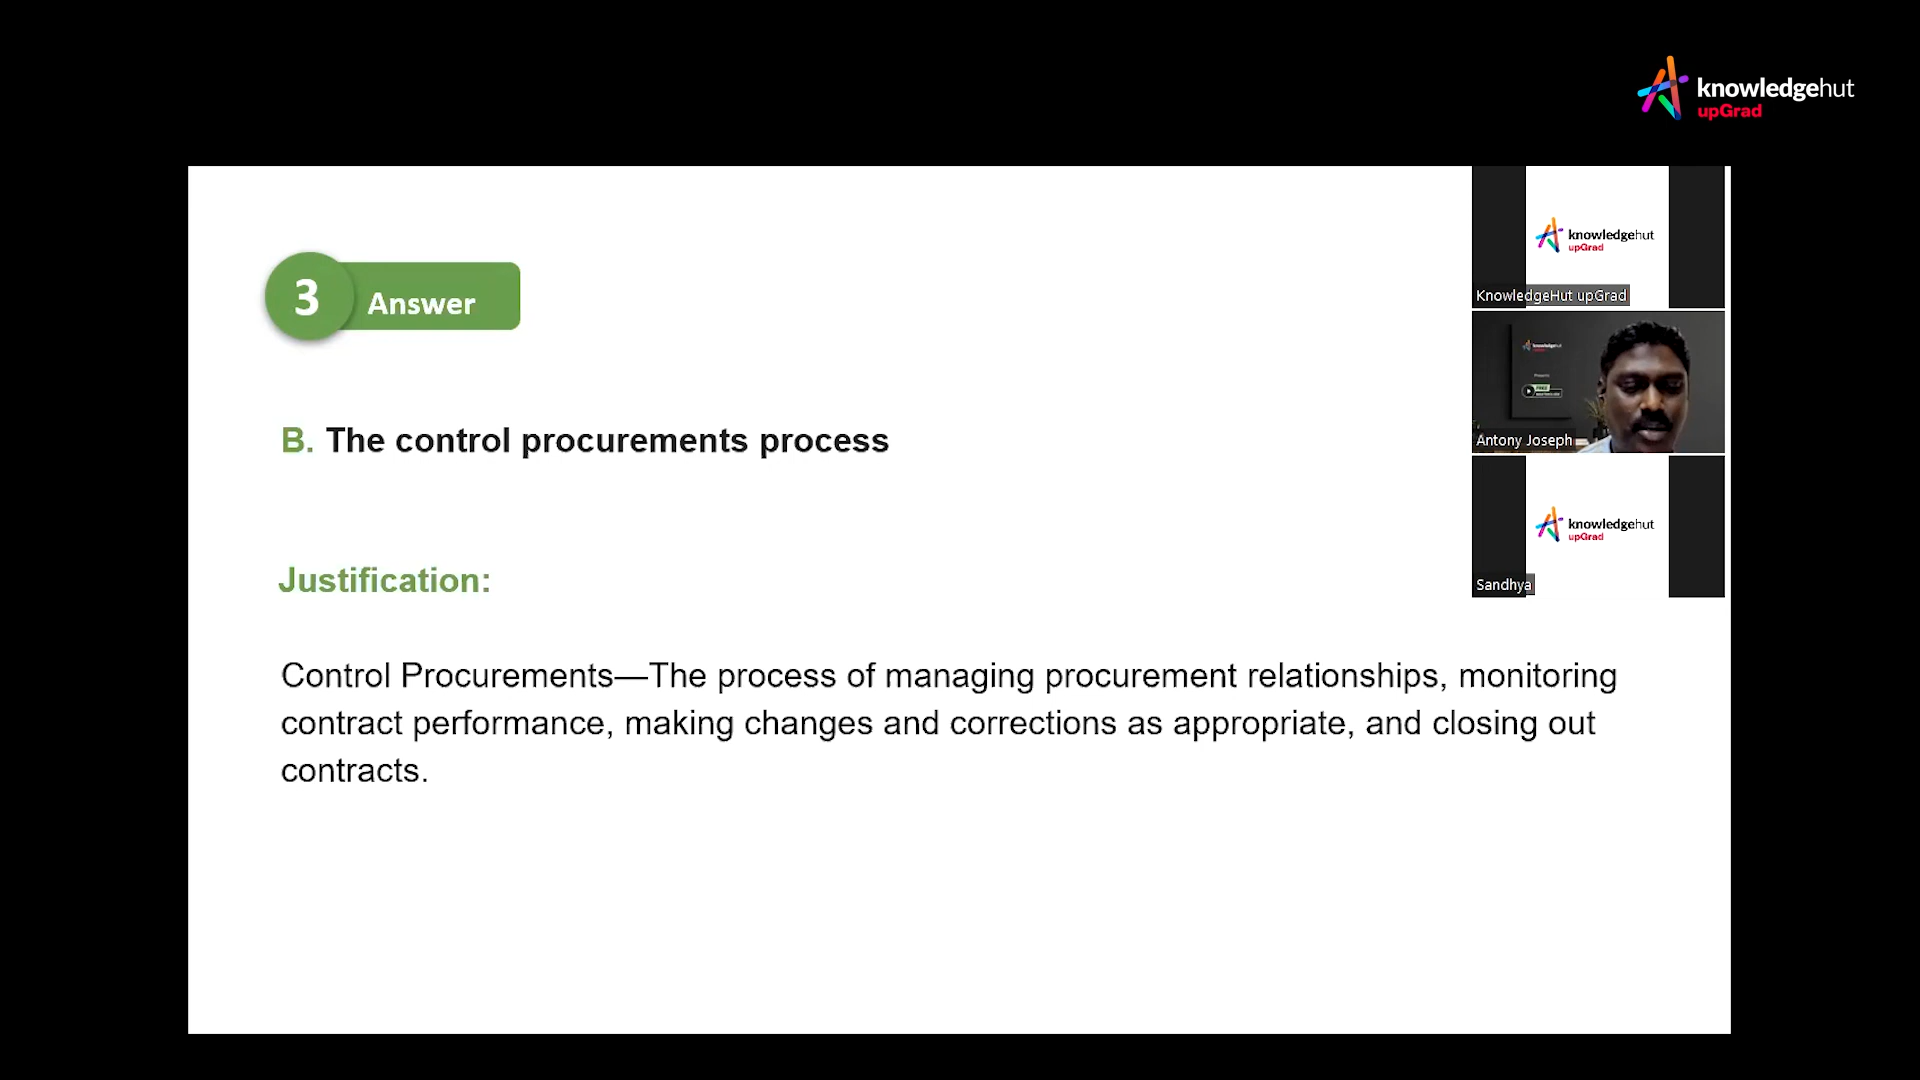 knowledgehut
upGrad
knowledgehut
upGrad
KnowledgeHut upGrad
3 Answer
knowledgehut
Antony Joseph
B. The control procurements process
knowledgehut
upGrad
Sandhya
Justification:
Control Procurements—The process of managing procurement relationships, monitoring
contract performance, making changes and corrections as appropriate, and closing out
contracts.